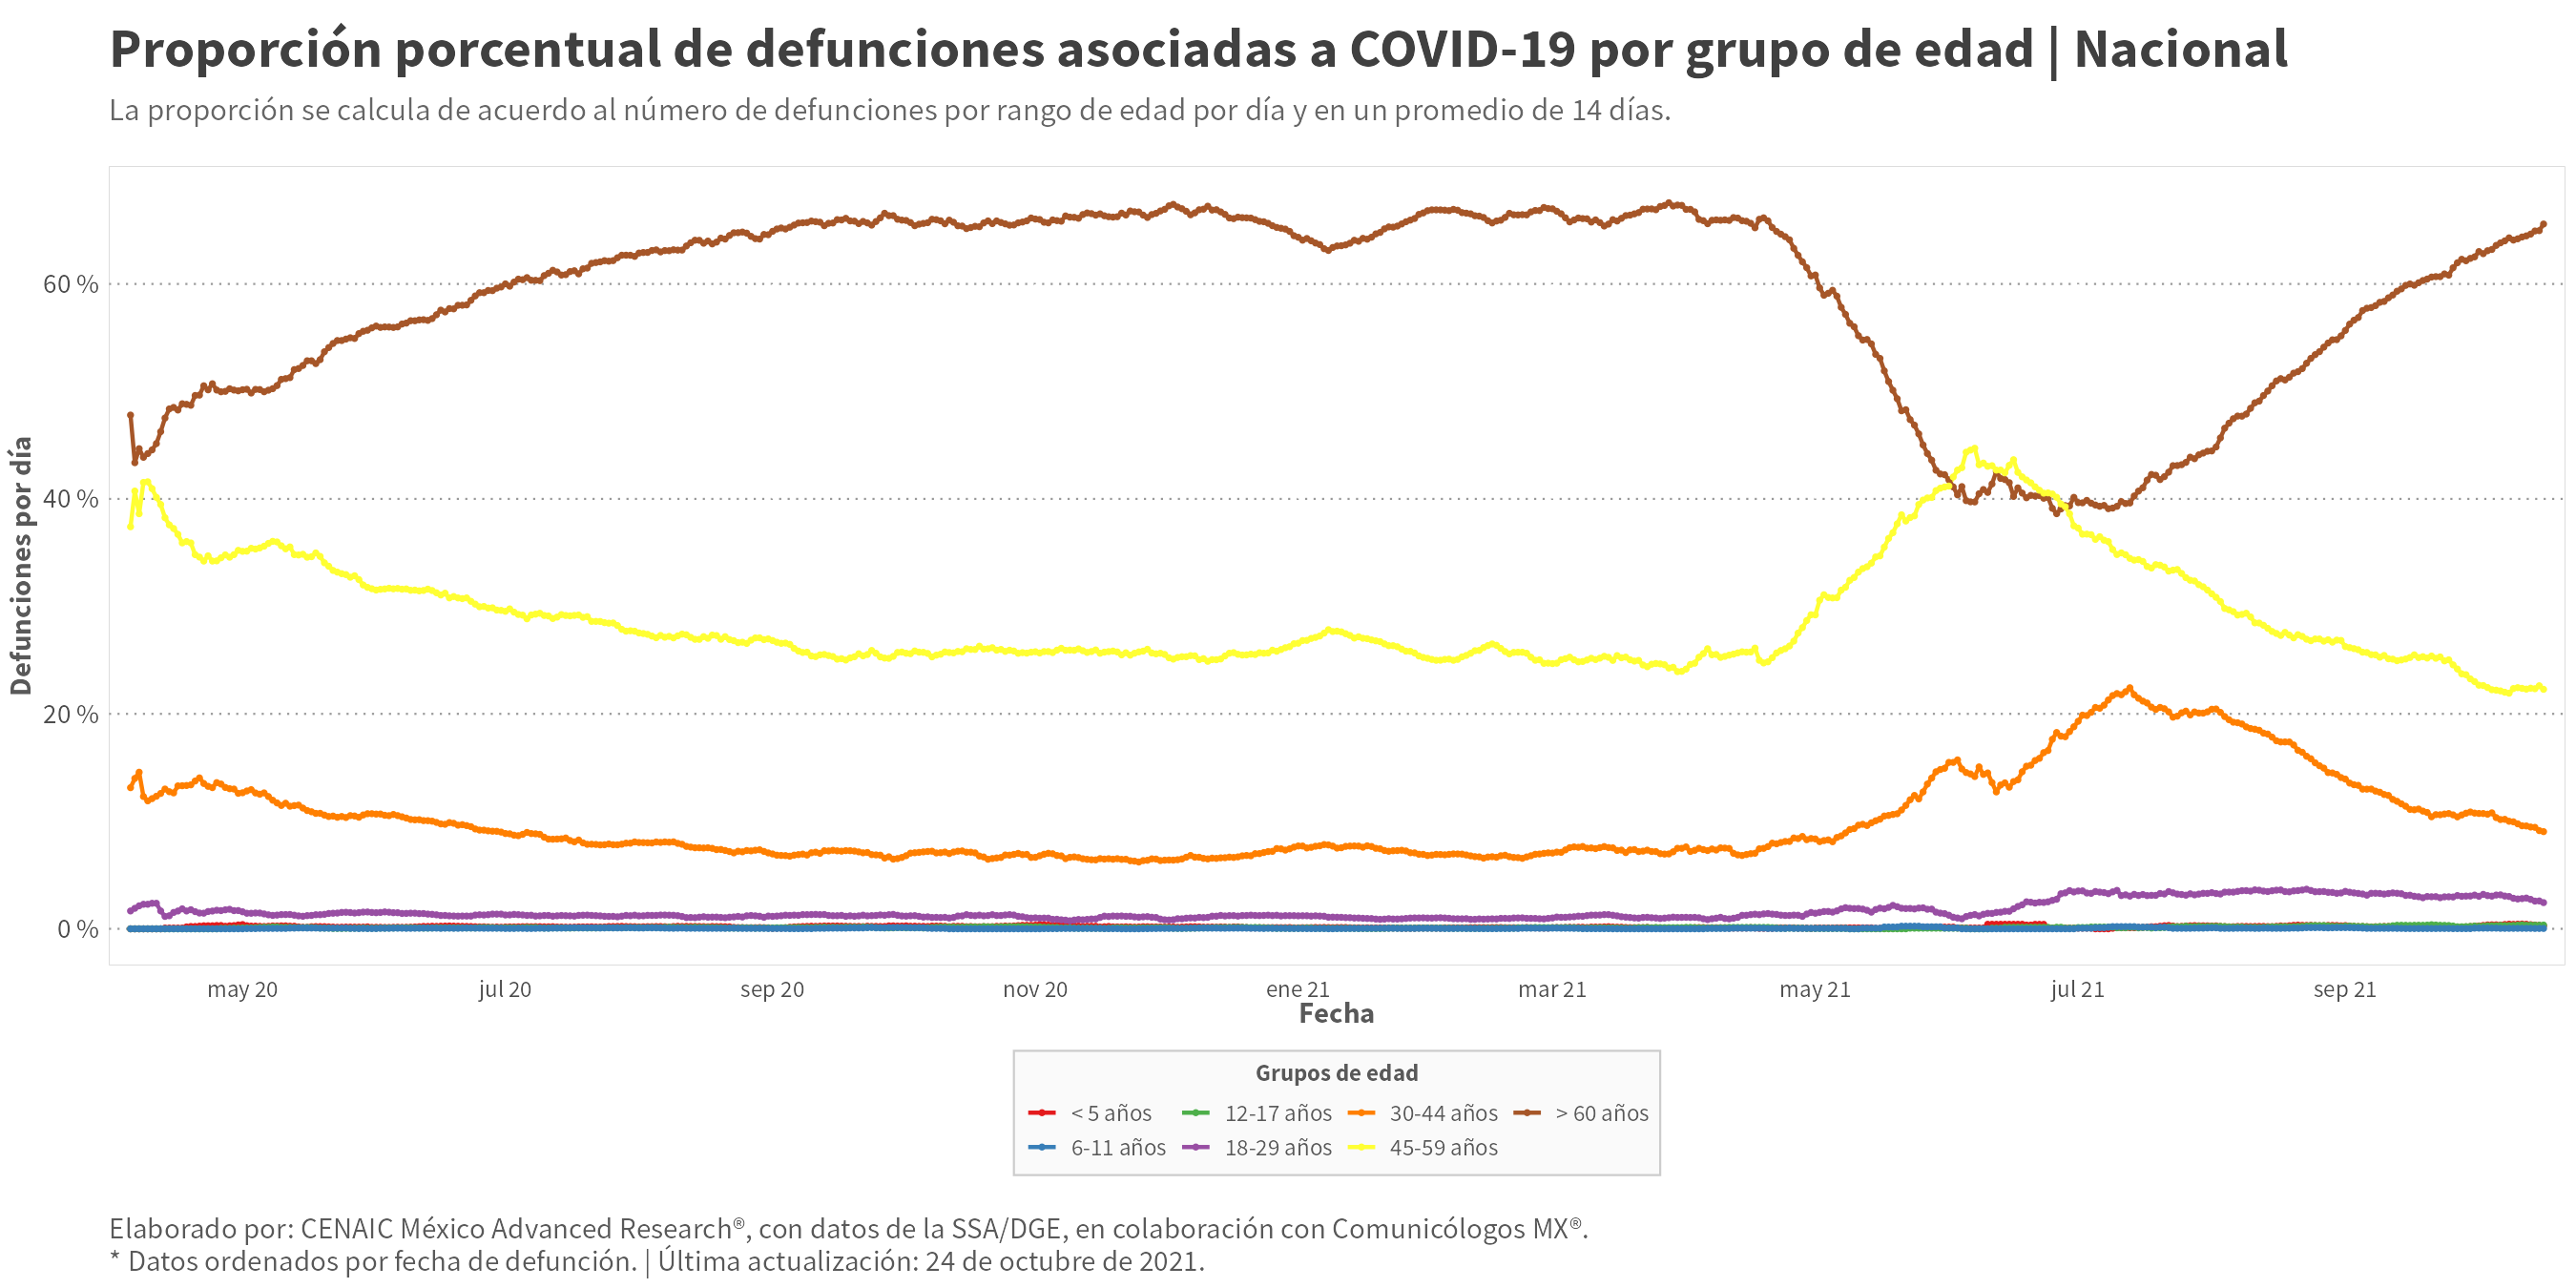 Proporción porcentual de defunciones asociadas a COVID-19 por grupo de edad | Nacional
La proporción se calcula de acuerdo al número de defunciones por rango de edad por día y en un promedio de 14 días.
Defunciones por día
60 %
40 %
20 %
0 %
may 20 jul 20 sep 20 nov 20 ene 21 mar 21 may 21 jul 21 sep 21
Fecha
Grupos de edad
< 5 años 12-17 años 30-44 años > 60 años
6-11 años 18-29 años 45-59 años
Elaborado por: CENAIC México Advanced Research®, con datos de la SSA/DGE, en colaboración con Comunicólogos MX®.
* Datos ordenados por fecha de defunción. | Última actualización: 24 de octubre de 2021.